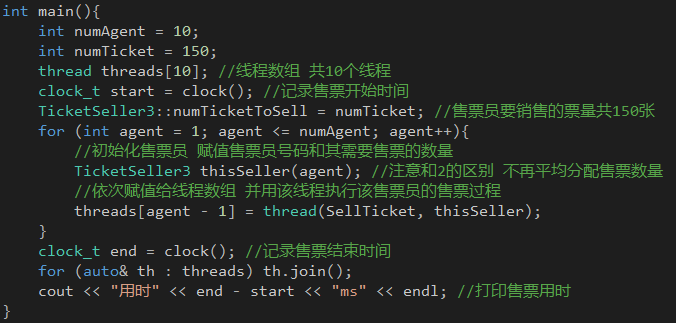 int main(){
    int numAgent = 10;
    int numTicket = 150;
    thread threads[10]; //线程数组 共10个线程
    clock_t start = clock(); //记录售票开始时间
    TicketSeller3::numTicketToSell = numTicket; //售票员要销售的票量共150张
    for (int agent = 1; agent <= numAgent; agent++){
        //初始化售票员 赋值售票员号码和其需要售票的数量
        TicketSeller3 thisSeller(agent); //注意和2的区别 不再平均分配售票数量
        //依次赋值给线程数组 并用该线程执行该售票员的售票过程
        threads[agent - 1] = thread(SellTicket, thisSeller);
    }
    clock_t end = clock(); //记录售票结束时间
    for (auto& th : threads) th.join();
    cout << "用时" << end - start << "ms" << endl; //打印售票用时
}